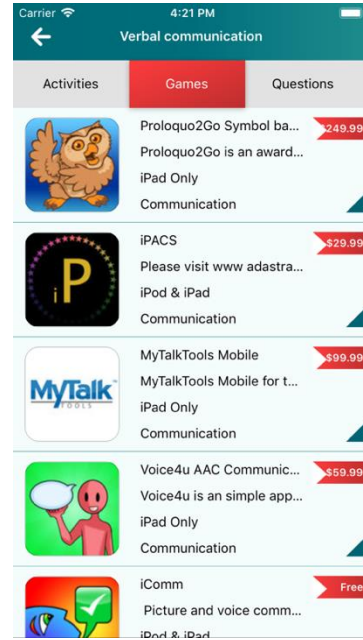 Carrier 4:21 PM
Verbal communication
Activities Games Questions
Proloquo2Go Symbol ba... $249.99
Proloquo2Go is an award...
iPad Only
Communication
iP
iPACS $29.99
Please visit www adastra...
iPod & iPad
Communication
MyTalk
TOOLS
MyTalkTools Mobile $99.99
MyTalkTools Mobile for t...
iPad Only
Communication
Voice4u AAC Communic... $59.99
Voice4u is an simple app...
iPad Only
Communication
iComm Free
Picture and voice comm...
iPod & iPad